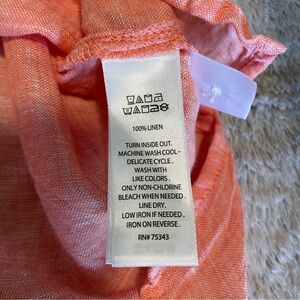 100% LINEN
TURN INSIDE OUT.
MACHINE WASH COOL -
DELICATE CYCLE.
WASH WITH
LIKE COLORS.
ONLY NON-CHLORINE
BLEACH WHEN NEEDED.
LINE DRY.
LOW IRON IF NEEDED.
IRON ON REVERSE.
RN# 75343